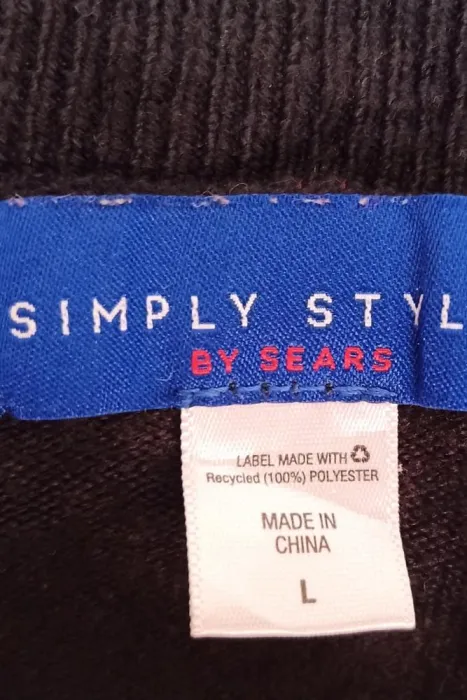 SIMPLY STYL
BY SEARS
LABEL MADE WITH ♻
Recycled (100%) POLYESTER
MADE IN
CHINA
L